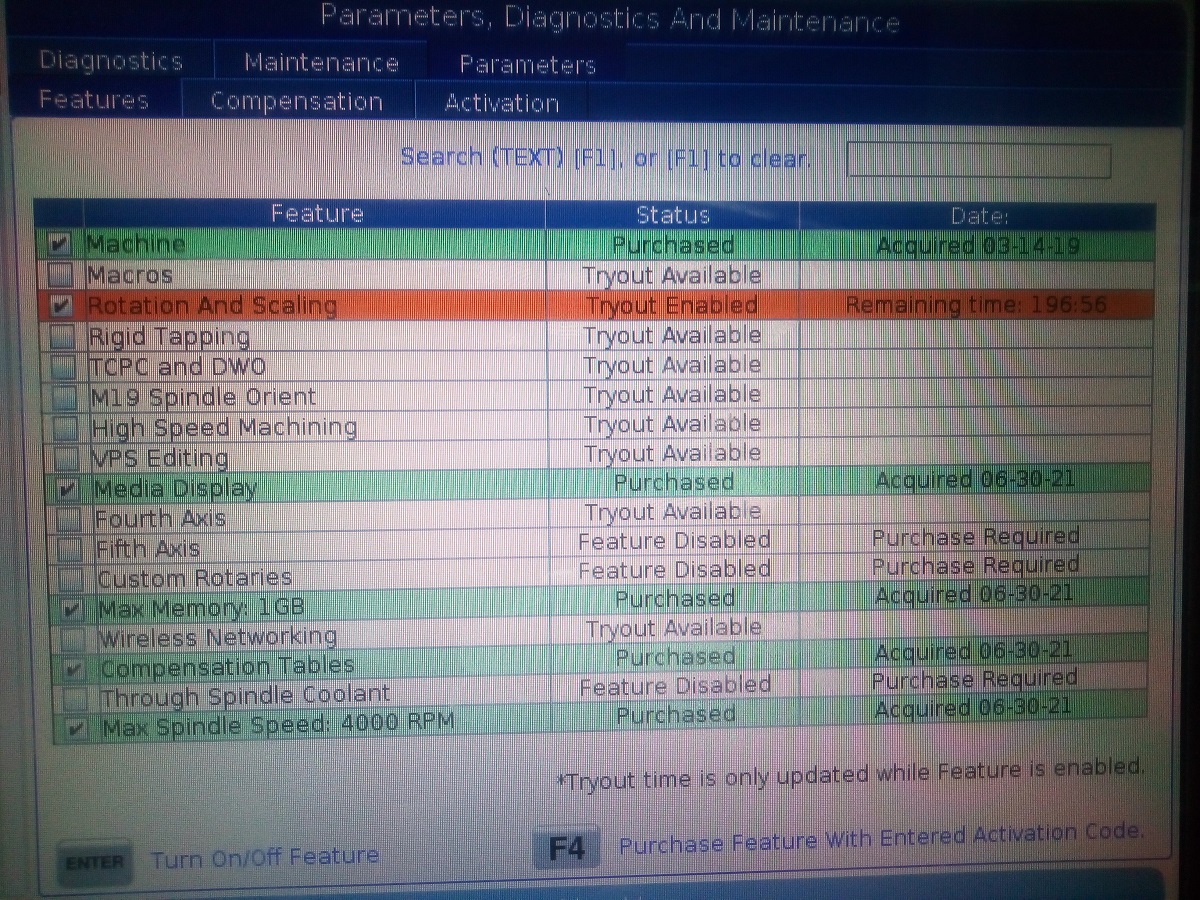 Parameters, Diagnostics And Maintenance
Diagnostics Maintenance Parameters
Features Compensation Activation
Search (TEXT) [F1], or [F1] to clear.
Feature Status Date:
Machine Purchased Acquired 03-14-19
Macros Tryout Available
Rotation And Scaling Tryout Enabled Remaining time: 196:56
Rigid Tapping Tryout Available
TCPC and DWO Tryout Available
M19 Spindle Orient Tryout Available
High Speed Machining Tryout Available
VPS Editing Tryout Available
Media Display Purchased Acquired 06-30-21
Fourth Axis Tryout Available
Fifth Axis Feature Disabled Purchase Required
Custom Rotaries Feature Disabled Purchase Required
Max Memory: 1GB Purchased Acquired 06-30-21
Wireless Networking Tryout Available
Compensation Tables Purchased Acquired 06-30-21
Through Spindle Coolant Feature Disabled Purchase Required
Max Spindle Speed: 4000 RPM Purchased Acquired 06-30-21
*Tryout time is only updated while Feature is enabled.
ENTER Turn On/Off Feature F4 Purchase Feature With Entered Activation Code.